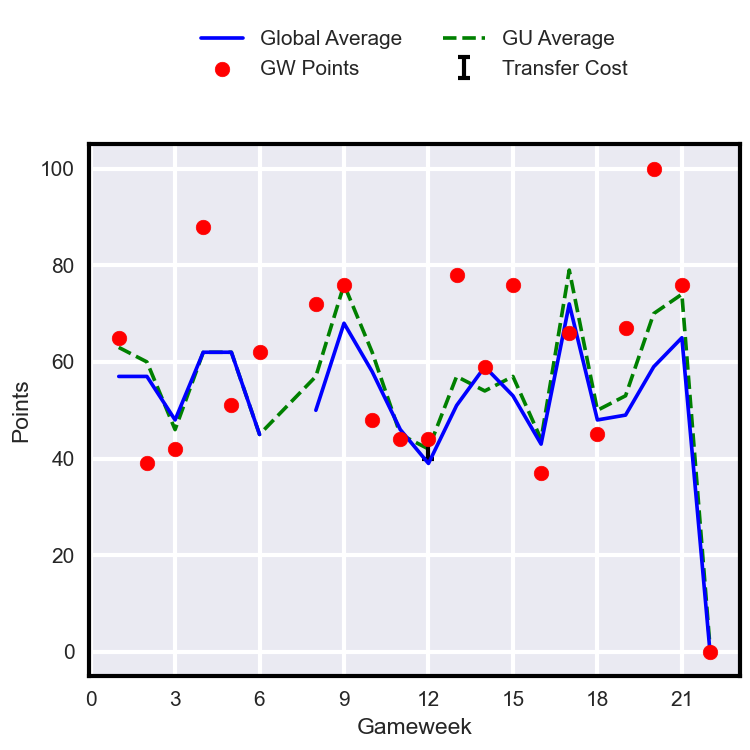 Global Average
GU Average
GW Points
Transfer Cost
100
80
60
40
20
0
Points
0 3 6 9 12 15 18 21
Gameweek